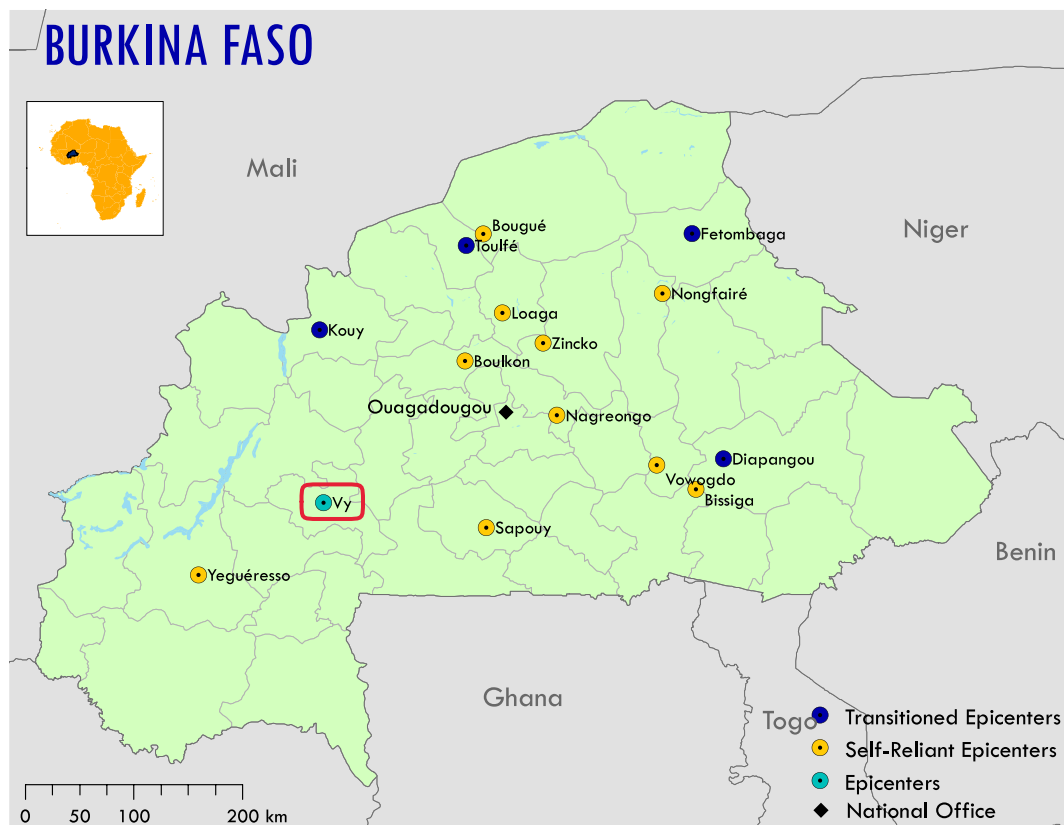 BURKINA FASO
Mali
Niger
Bougué
Toulfé
Fetombaga
Nongfairé
Loaga
Kouy
Zincko
Boulkon
Ouagadougou
Nagreongo
Diapangou
Vowogdo
Bissiga
Vy
Sapouy
Benin
Yeguéresso
Ghana
Togo
Transitioned Epicenters
Self-Reliant Epicenters
Epicenters
National Office
0 50 100 200 km